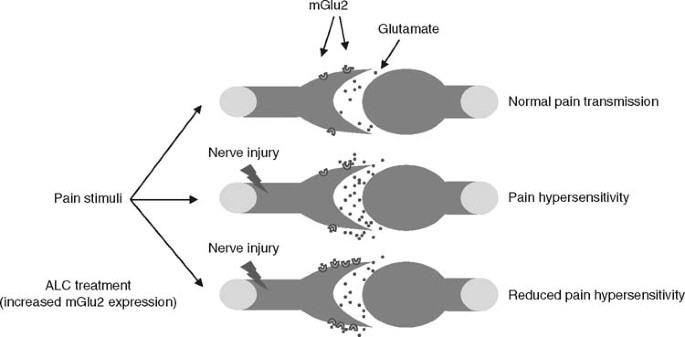 mGlu2
Glutamate
Normal pain transmission
Nerve injury
Pain stimuli
Pain hypersensitivity
Nerve injury
ALC treatment
(increased mGlu2 expression)
Reduced pain hypersensitivity